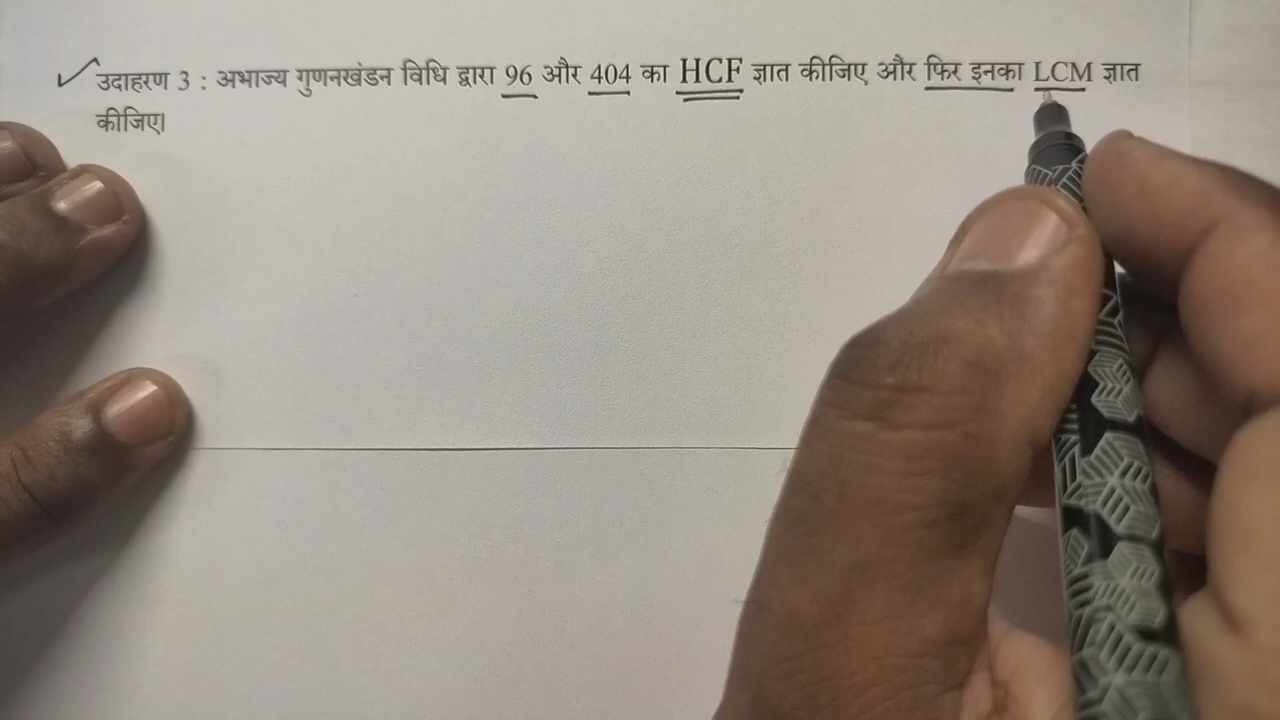 उदाहरण 3 : अभाज्य गुणनखंडन विधि द्वारा 96 और 404 का HCF ज्ञात कीजिए और फिर इनका LCM ज्ञात
कीजिए।